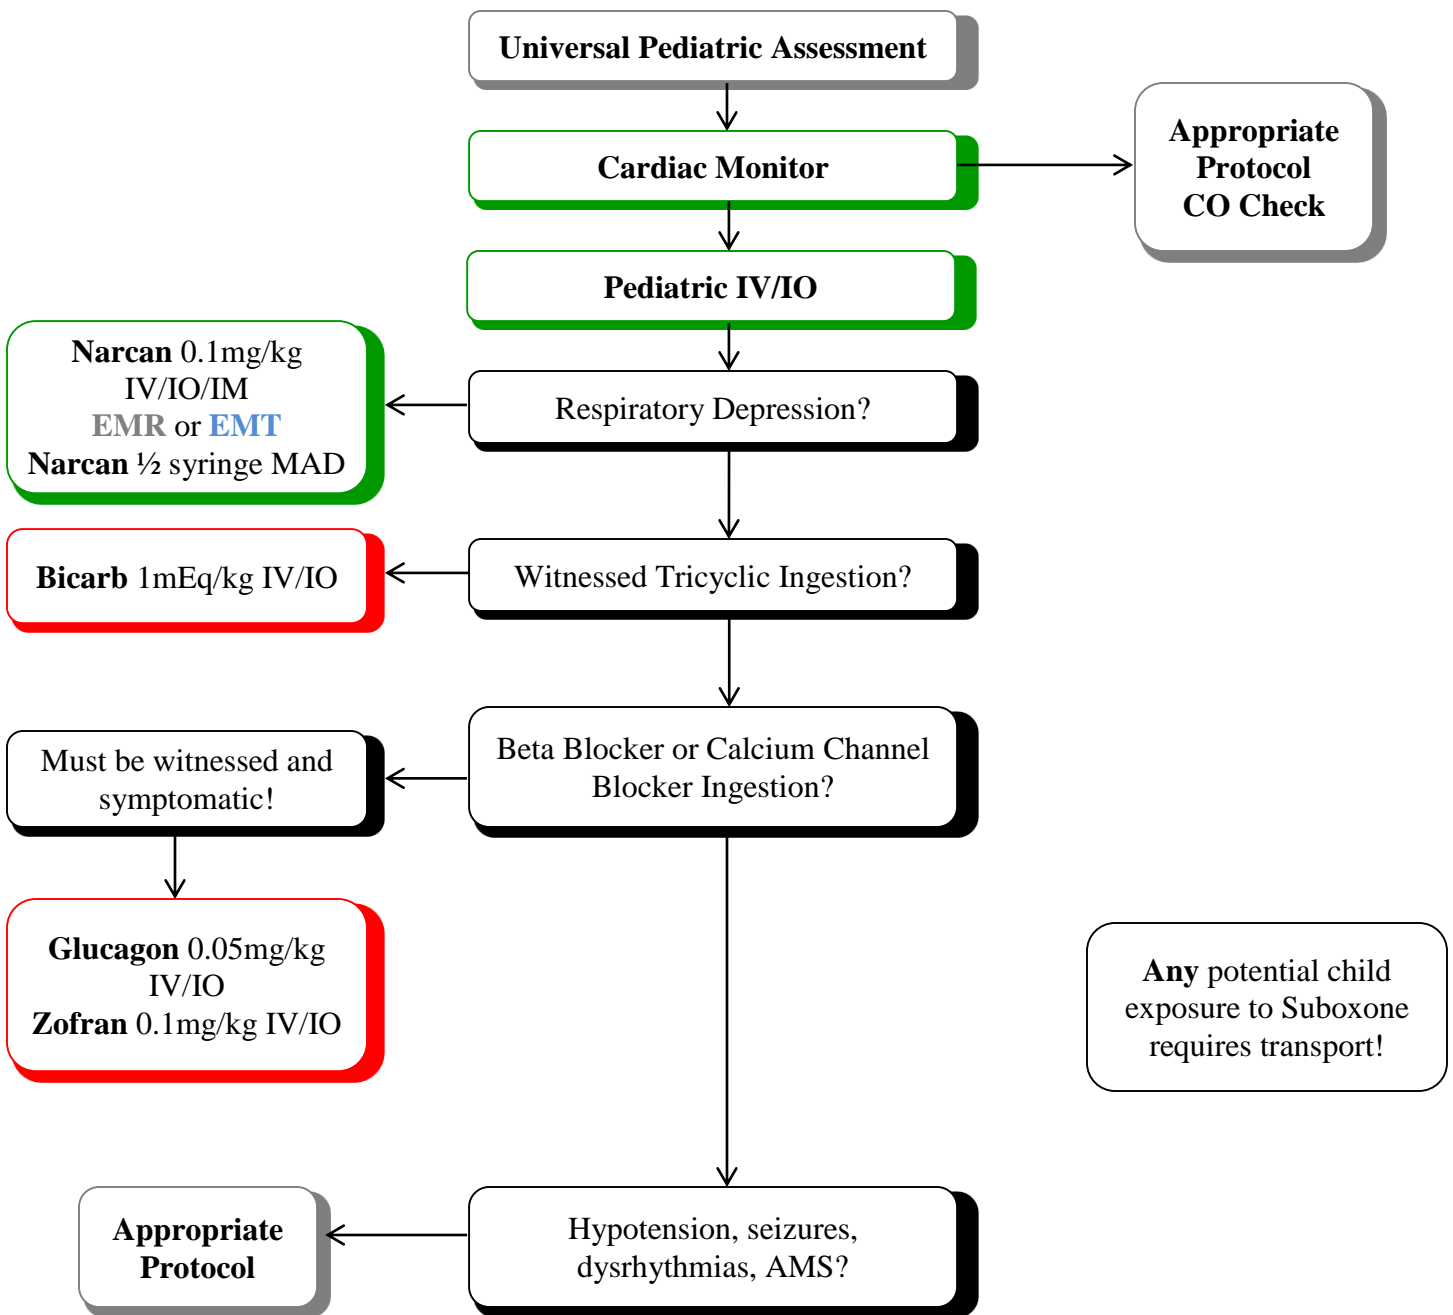 Universal Pediatric Assessment
Cardiac Monitor
Appropriate
Protocol
CO Check
Pediatric IV/IO
Narcan 0.1mg/kg
IV/IO/IM
EMR or EMT
Narcan ½ syringe MAD
Respiratory Depression?
Bicarb 1mEq/kg IV/IO
Witnessed Tricyclic Ingestion?
Must be witnessed and
symptomatic!
Beta Blocker or Calcium Channel
Blocker Ingestion?
Glucagon 0.05mg/kg
IV/IO
Zofran 0.1mg/kg IV/IO
Any potential child
exposure to Suboxone
requires transport!
Appropriate
Protocol
Hypotension, seizures,
dysrhythmias, AMS?